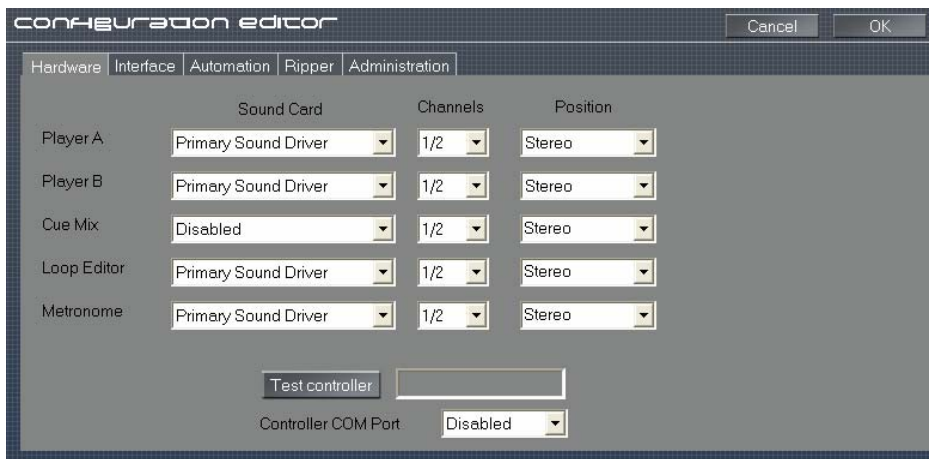 configuration editor
Cancel OK
Hardware Interface Automation Ripper Administration
Sound Card Channels Position
Player A Primary Sound Driver 1/2 Stereo
Player B Primary Sound Driver 1/2 Stereo
Cue Mix Disabled 1/2 Stereo
Loop Editor Primary Sound Driver 1/2 Stereo
Metronome Primary Sound Driver 1/2 Stereo
Test controller
Controller COM Port Disabled